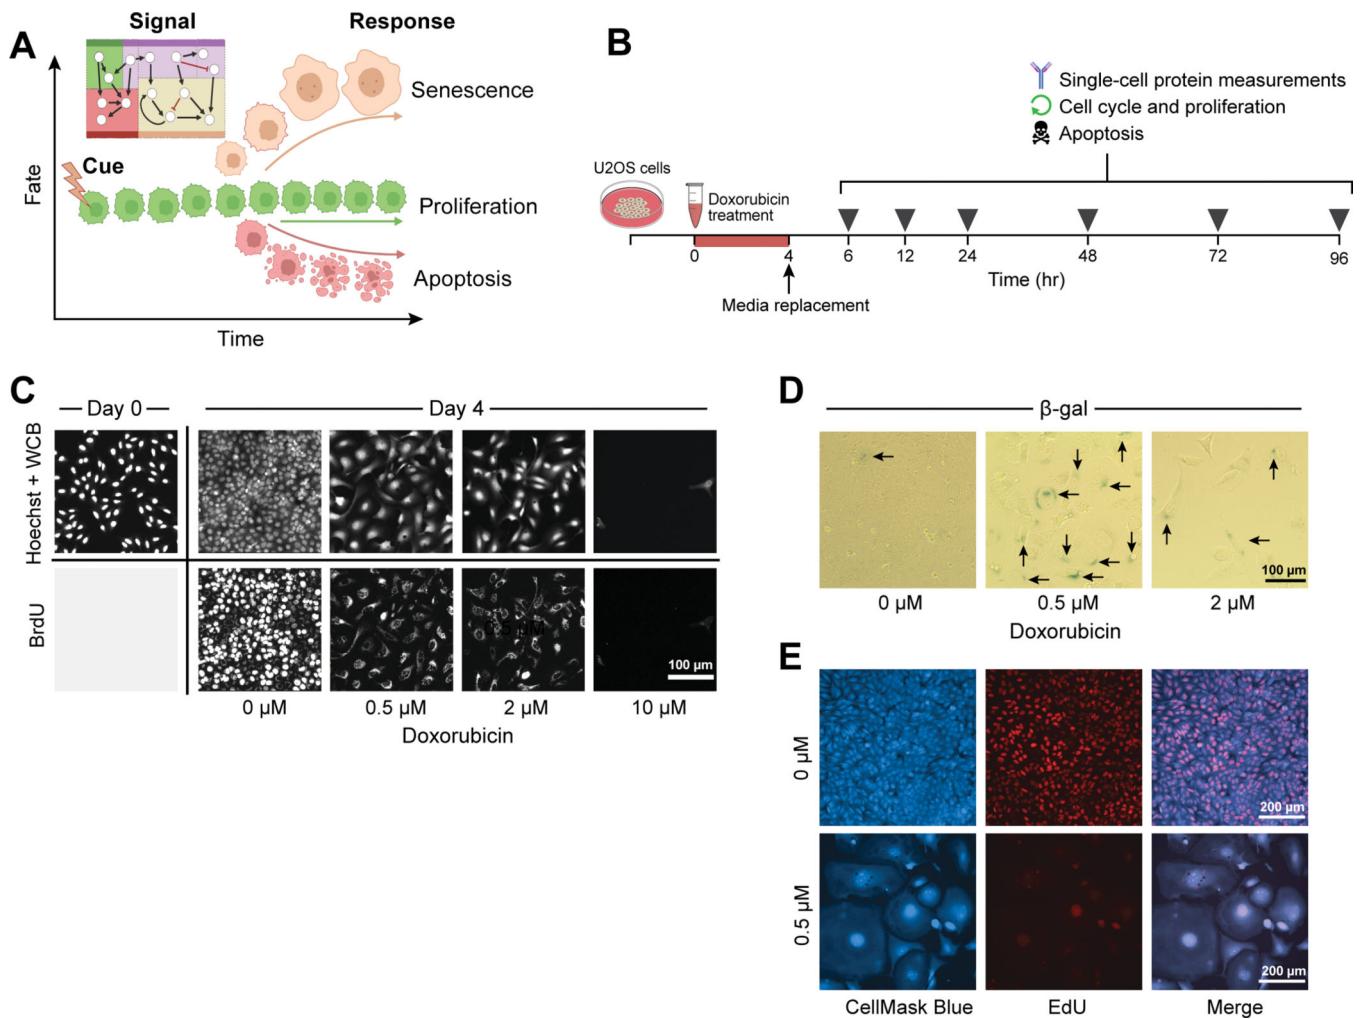 A
Signal
Response
Senescence
Cue
Fate
Proliferation
Apoptosis
Time
B
Single-cell protein measurements
Cell cycle and proliferation
Apoptosis
U2OS cells
Doxorubicin
treatment
0
4
6
12
24
48
72
96
Time (hr)
Media replacement
C
Day 0
Day 4
Hoechst + WCB
BrdU
0.5 µM
100 µm
0 µM
0.5 µM
2 µM
10 µM
Doxorubicin
D
β-gal
100 µm
0 µM
0.5 µM
2 µM
Doxorubicin
E
0 µM
200 µm
0.5 µM
200 µm
CellMask Blue
EdU
Merge